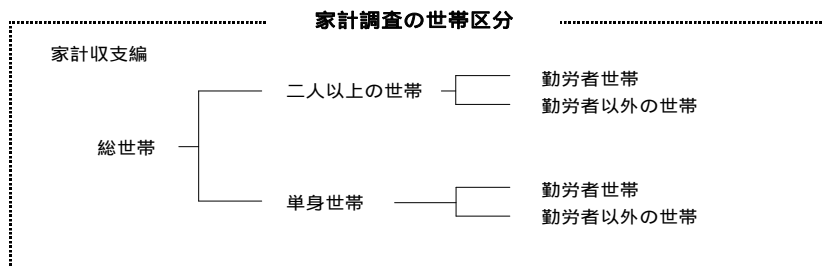 家計調査の世帯区分
家計収支編
総世帯
二人以上の世帯
勤労者世帯
勤労者以外の世帯
単身世帯
勤労者世帯
勤労者以外の世帯